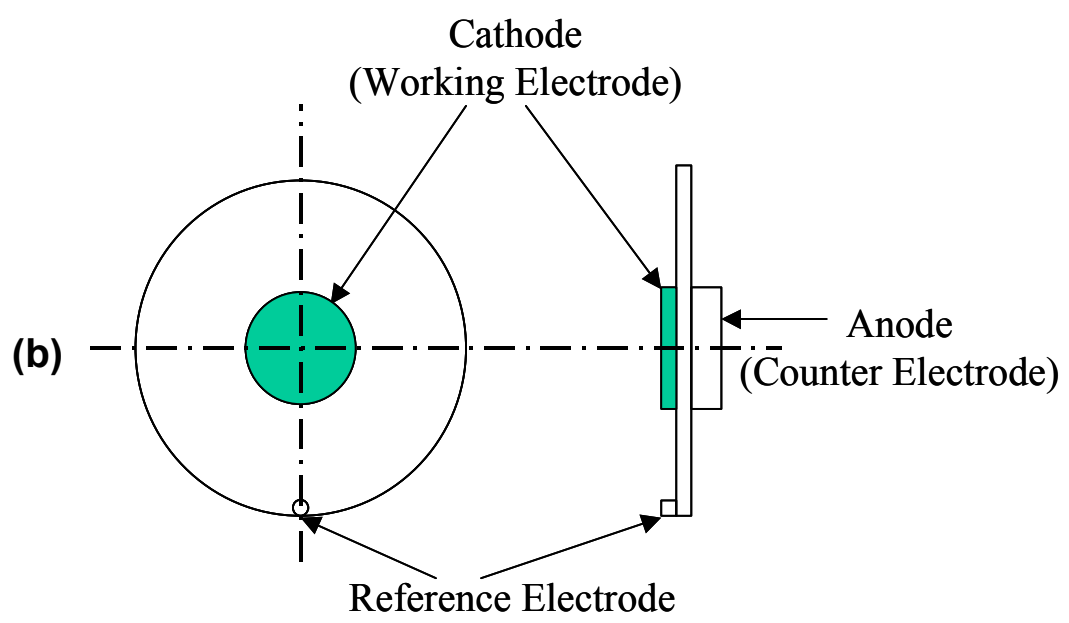 Cathode
(Working Electrode)
(b)
Anode
(Counter Electrode)
Reference Electrode